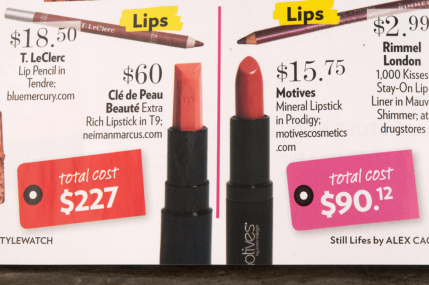 Lips
$18.50
T.LeClerc
T. LeClerc
Lip Pencil in
Tendre;
bluemercury.com
$60
Clé de Peau
Beauté Extra
Rich Lipstick in T9;
neimanmarcus.com
total cost
$227
TYLEWATCH
Lips
RIMMEL
$2.99
Rimmel
London
1,000 Kisses
Stay-On Lip
Liner in Mauv
Shimmer; at
drugstores
$15.75
Motives
Mineral Lipstick
in Prodigy;
motivescosmetics
.com
otives
total cost
$90.12
Still Lifes by ALEX CAO